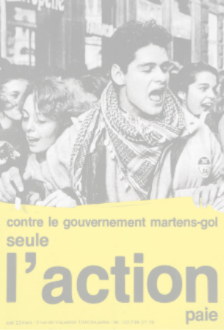 contre le gouvernement martens-gol
seule
l'action
paie